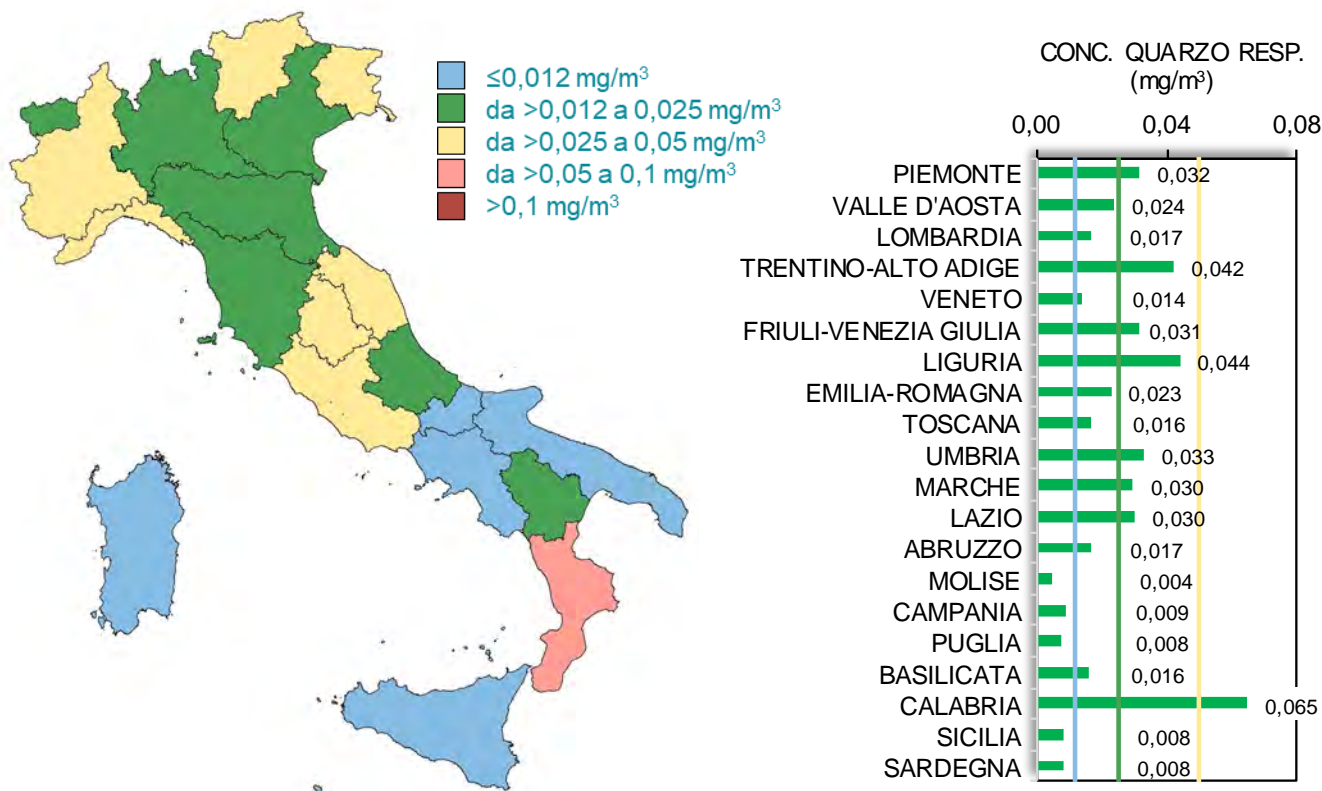 ≤0,012 mg/m³
da >0,012 a 0,025 mg/m³
da >0,025 a 0,05 mg/m³
da >0,05 a 0,1 mg/m³
>0,1 mg/m³
CONC. QUARZO RESP.
(mg/m³)
0,00 0,04 0,08
PIEMONTE 0,032
VALLE D'AOSTA 0,024
LOMBARDIA 0,017
TRENTINO-ALTO ADIGE 0,042
VENETO 0,014
FRIULI-VENEZIA GIULIA 0,031
LIGURIA 0,044
EMILIA-ROMAGNA 0,023
TOSCANA 0,016
UMBRIA 0,033
MARCHE 0,030
LAZIO 0,030
ABRUZZO 0,017
MOLISE 0,004
CAMPANIA 0,009
PUGLIA 0,008
BASILICATA 0,016
CALABRIA 0,065
SICILIA 0,008
SARDEGNA 0,008